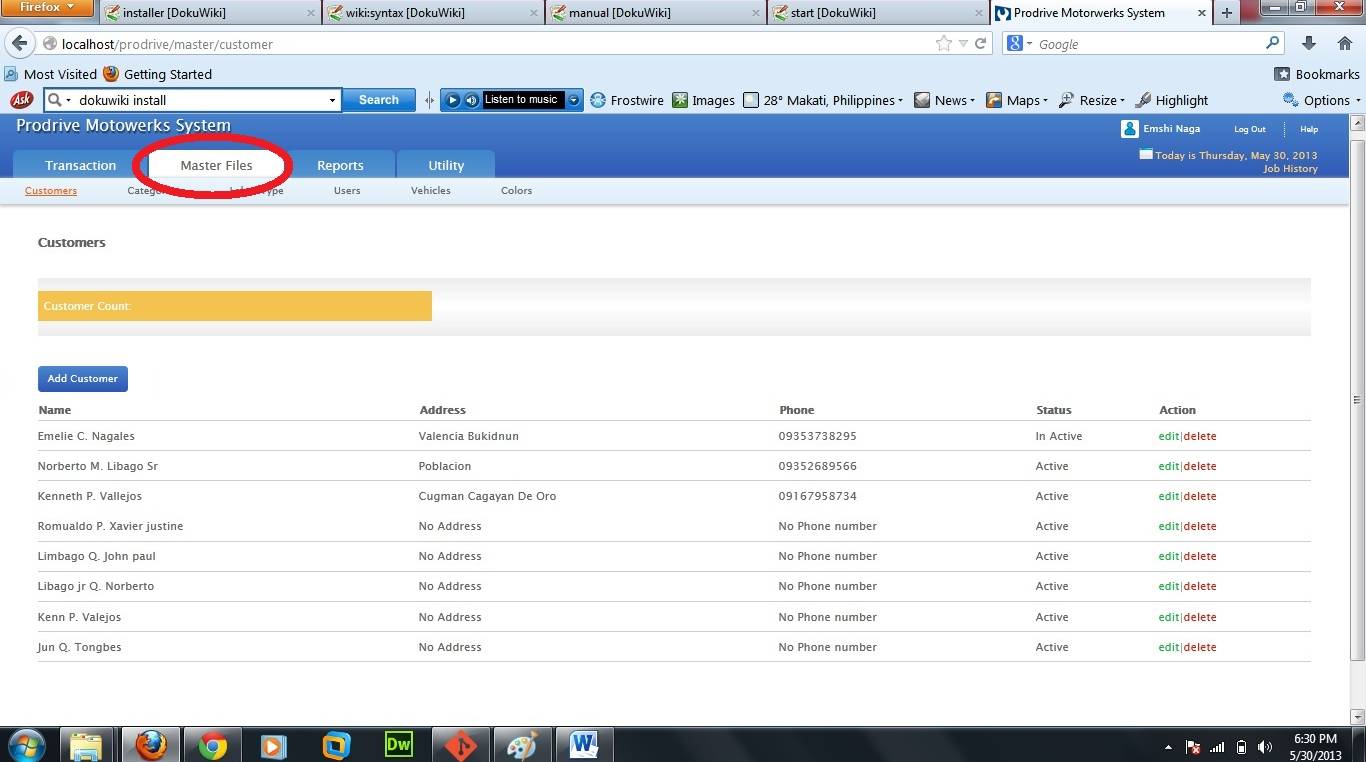 Firefox
installer [DokuWiki] wiki:syntax [DokuWiki] manual [DokuWiki] start [DokuWiki] Prodrive Motorwerks System
localhost/prodrive/master/customer Google
Most Visited Getting Started Bookmarks
Ask dokuwiki install Search Listen to music Frostwire Images 28° Makati, Philippines News Maps Resize Highlight Options
Prodrive Motowerks System Emshi Naga Log Out Help
Today is Thursday, May 30, 2013
Job History
Transaction Master Files Reports Utility
Customers Type Users Vehicles Colors
Customers
Customer Count:
Add Customer
Name Address Phone Status Action
Emelie C. Nagales Valencia Bukidnun 09353738295 In Active edit|delete
Norberto M. Libago Sr Poblacion 09352689566 Active edit|delete
Kenneth P. Vallejos Cugman Cagayan De Oro 09167958734 Active edit|delete
Romualdo P. Xavier justine No Address No Phone number Active edit|delete
Limbago Q. John paul No Address No Phone number Active edit|delete
Libago jr Q. Norberto No Address No Phone number Active edit|delete
Kenn P. Valejos No Address No Phone number Active edit|delete
Jun Q. Tongbes No Address No Phone number Active edit|delete
Dw
6:30 PM
5/30/2013